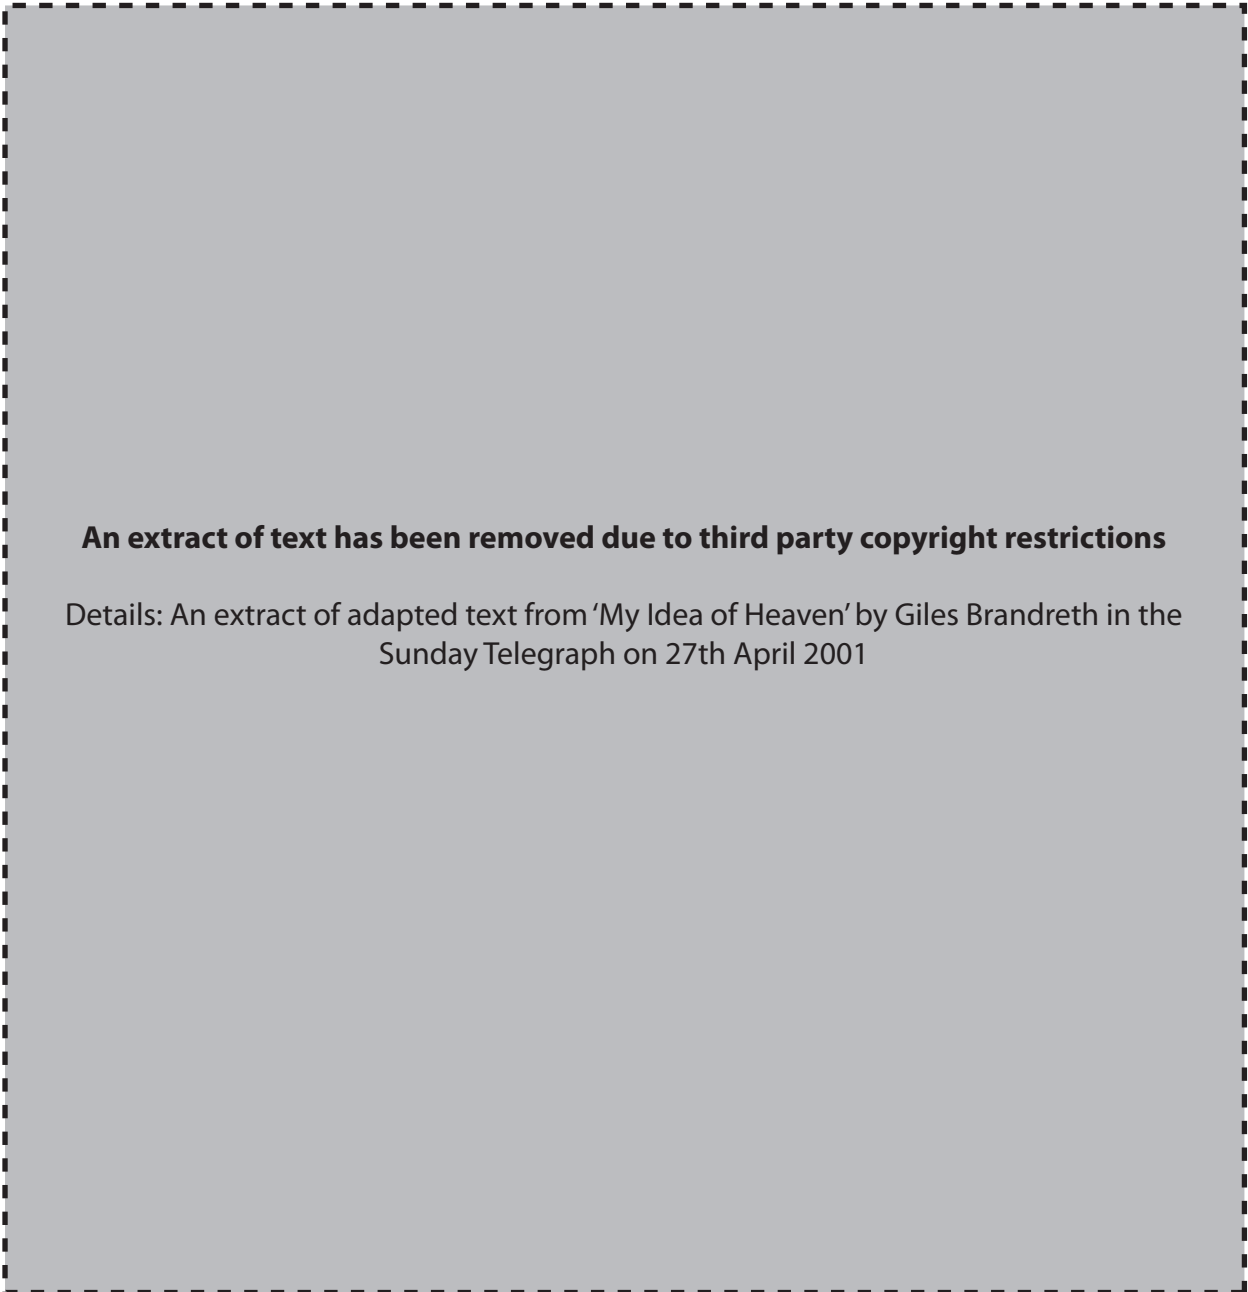 An extract of text has been removed due to third party copyright restrictions
Details: An extract of adapted text from ‘My Idea of Heaven’ by Giles Brandreth in the
Sunday Telegraph on 27th April 2001